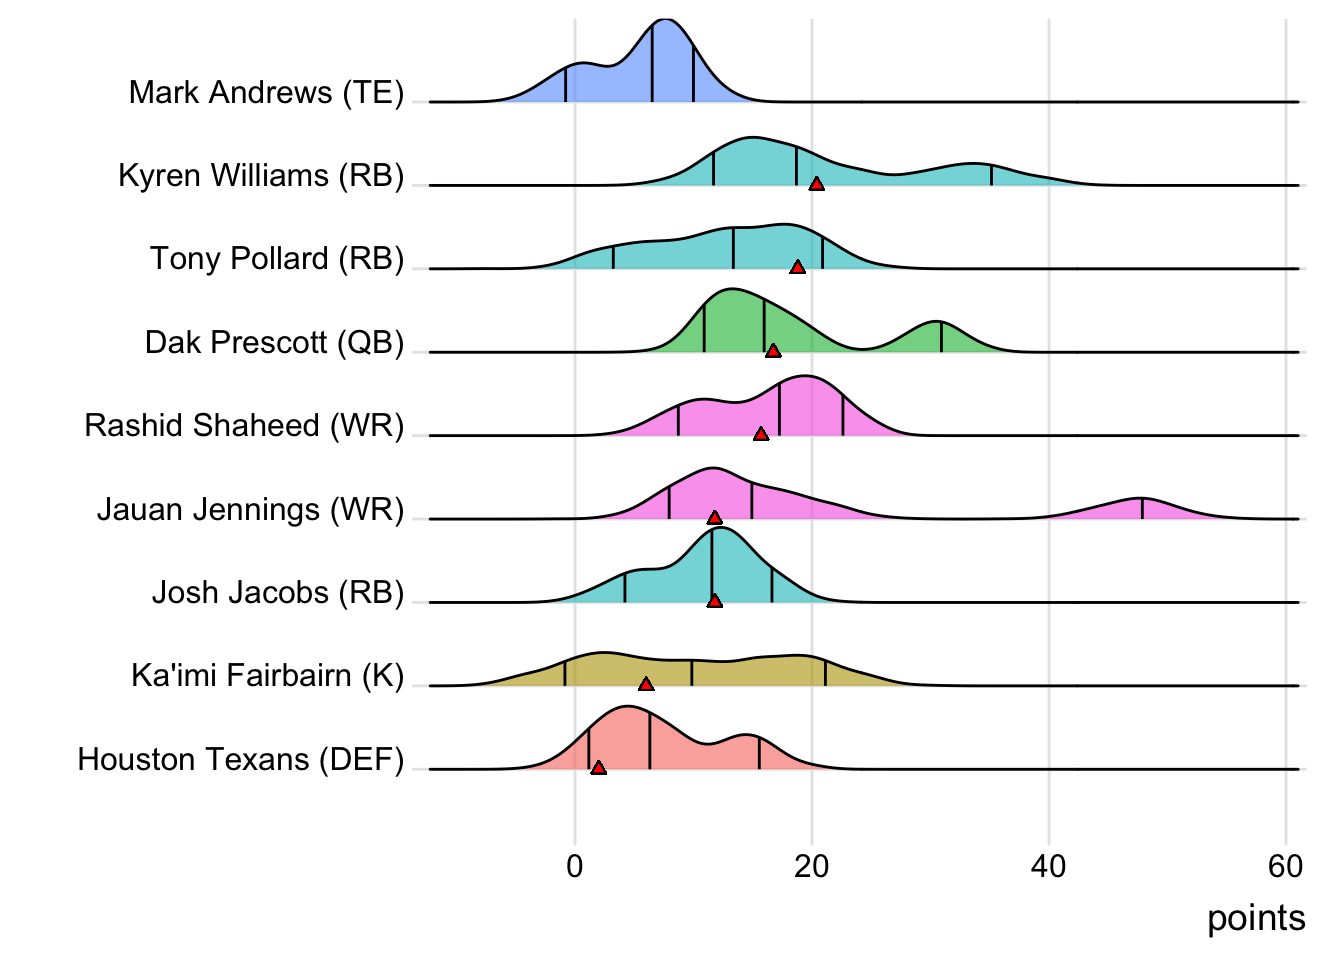 Mark Andrews (TE)
Kyren Williams (RB)
Tony Pollard (RB)
Dak Prescott (QB)
Rashid Shaheed (WR)
Jauan Jennings (WR)
Josh Jacobs (RB)
Ka'imi Fairbairn (K)
Houston Texans (DEF)
0 20 40 60
points